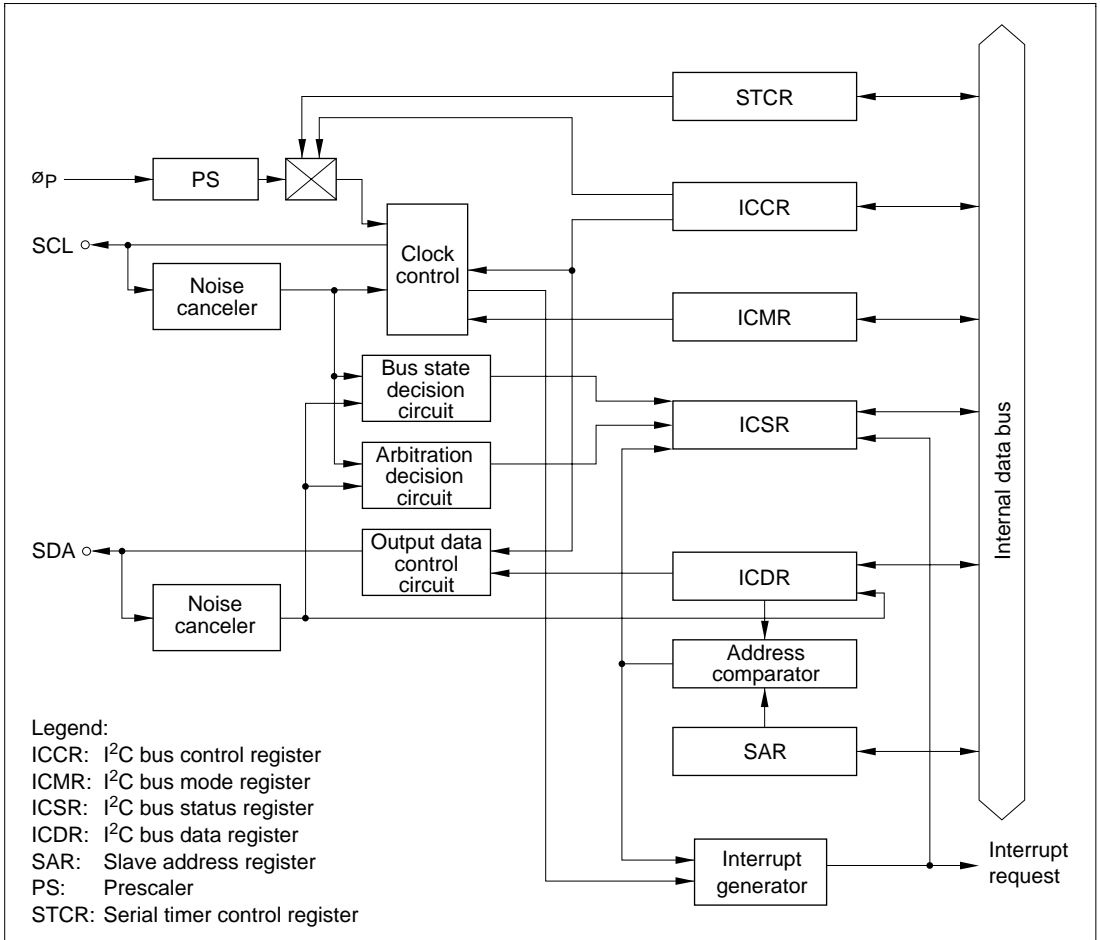 STCR
øP
PS
ICCR
SCL
Clock
control
Noise
canceler
ICMR
Bus state
decision
circuit
ICSR
Arbitration
decision
circuit
Internal data bus
SDA
Output data
control
circuit
ICDR
Noise
canceler
Address
comparator
SAR
Legend:
ICCR: I²C bus control register
ICMR: I²C bus mode register
ICSR: I²C bus status register
ICDR: I²C bus data register
SAR: Slave address register
PS: Prescaler
STCR: Serial timer control register
Interrupt
generator
Interrupt
request